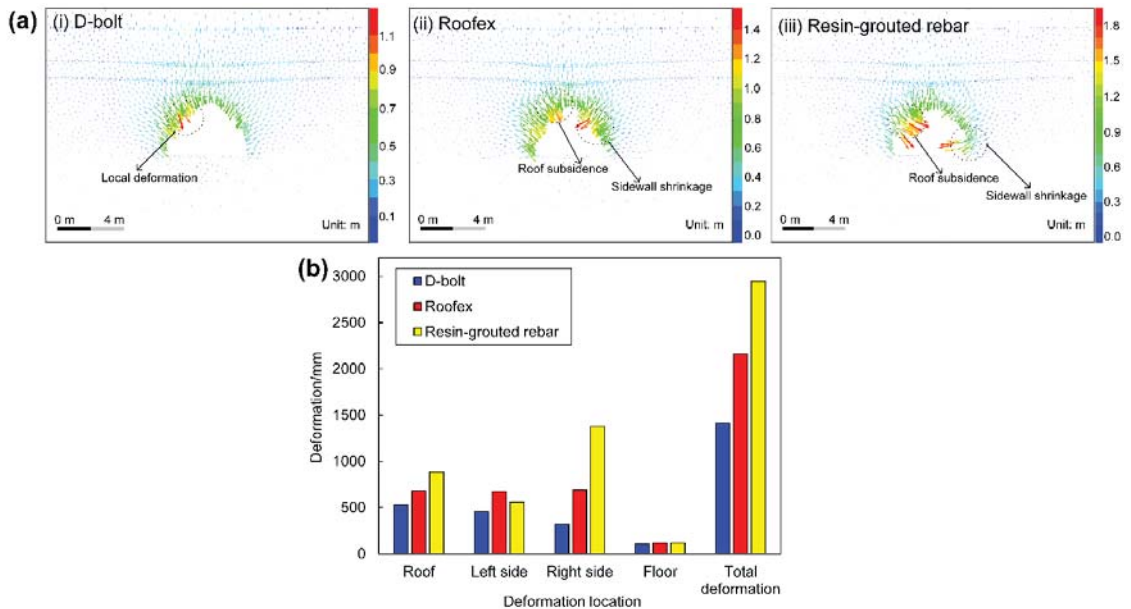 (a)
(i) D-bolt
1.1
0.9
0.7
0.5
0.3
0.1
Local deformation
0 m 4 m
Unit: m
(ii) Roofex
1.4
1.2
1.0
0.8
0.6
0.4
0.2
0.0
Roof subsidence
Sidewall shrinkage
0 m 4 m
Unit: m
(iii) Resin-grouted rebar
1.8
1.5
1.2
0.9
0.6
0.3
0.0
Roof subsidence
Sidewall shrinkage
0 m 4 m
Unit: m
(b)
D-bolt
Roofex
Resin-grouted rebar
Deformation/mm
3000
2500
2000
1500
1000
500
0
Roof Left side Right side Floor Total
deformation
Deformation location